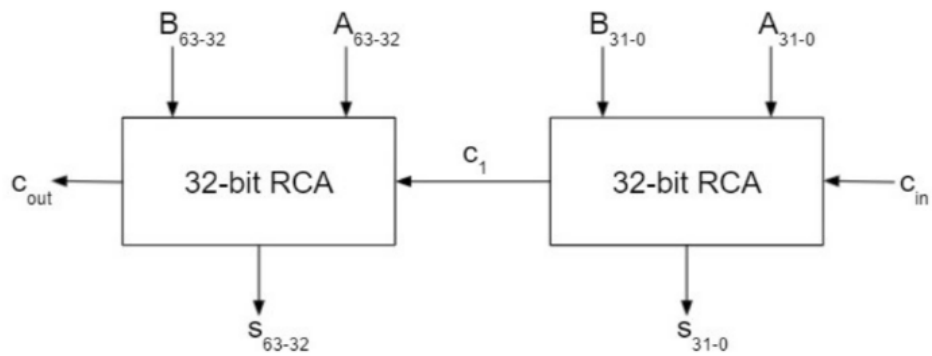 B63-32 A63-32 B31-0 A31-0
cout 32-bit RCA c1 32-bit RCA cin
s63-32 s31-0